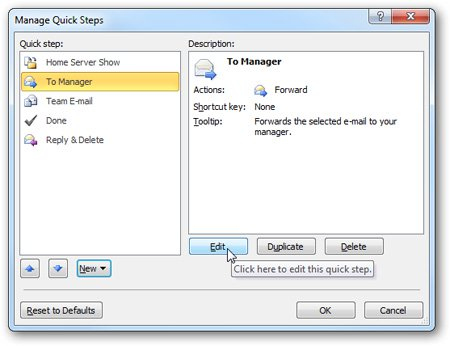 Manage Quick Steps
?
Quick step:
Home Server Show
To Manager
Team E-mail
Done
Reply & Delete
New
Description:
To Manager
Actions: Forward
Shortcut key: None
Tooltip: Forwards the selected e-mail to your
manager.
Edit Duplicate Delete
Click here to edit this quick step.
Reset to Defaults OK Cancel